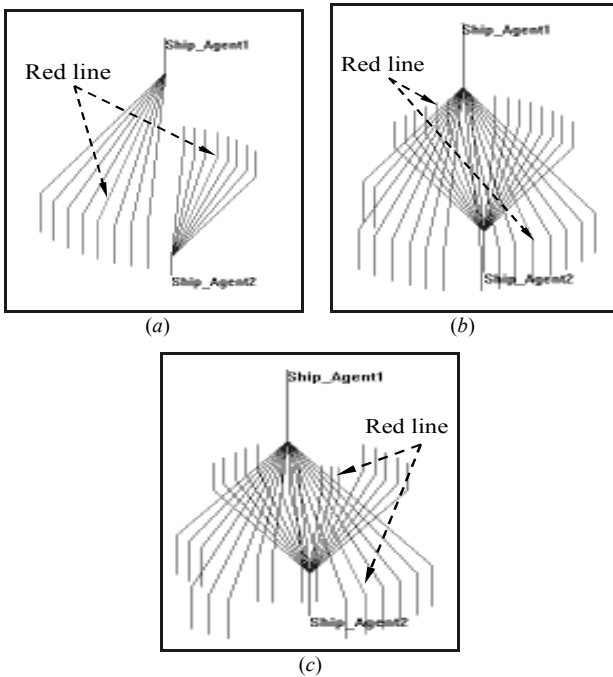 Ship_Agent1
Red line
Ship_Agent2
(a)
Ship_Agent1
Red line
Ship_Agent2
(b)
Ship_Agent1
Red line
Ship_Agent2
(c)